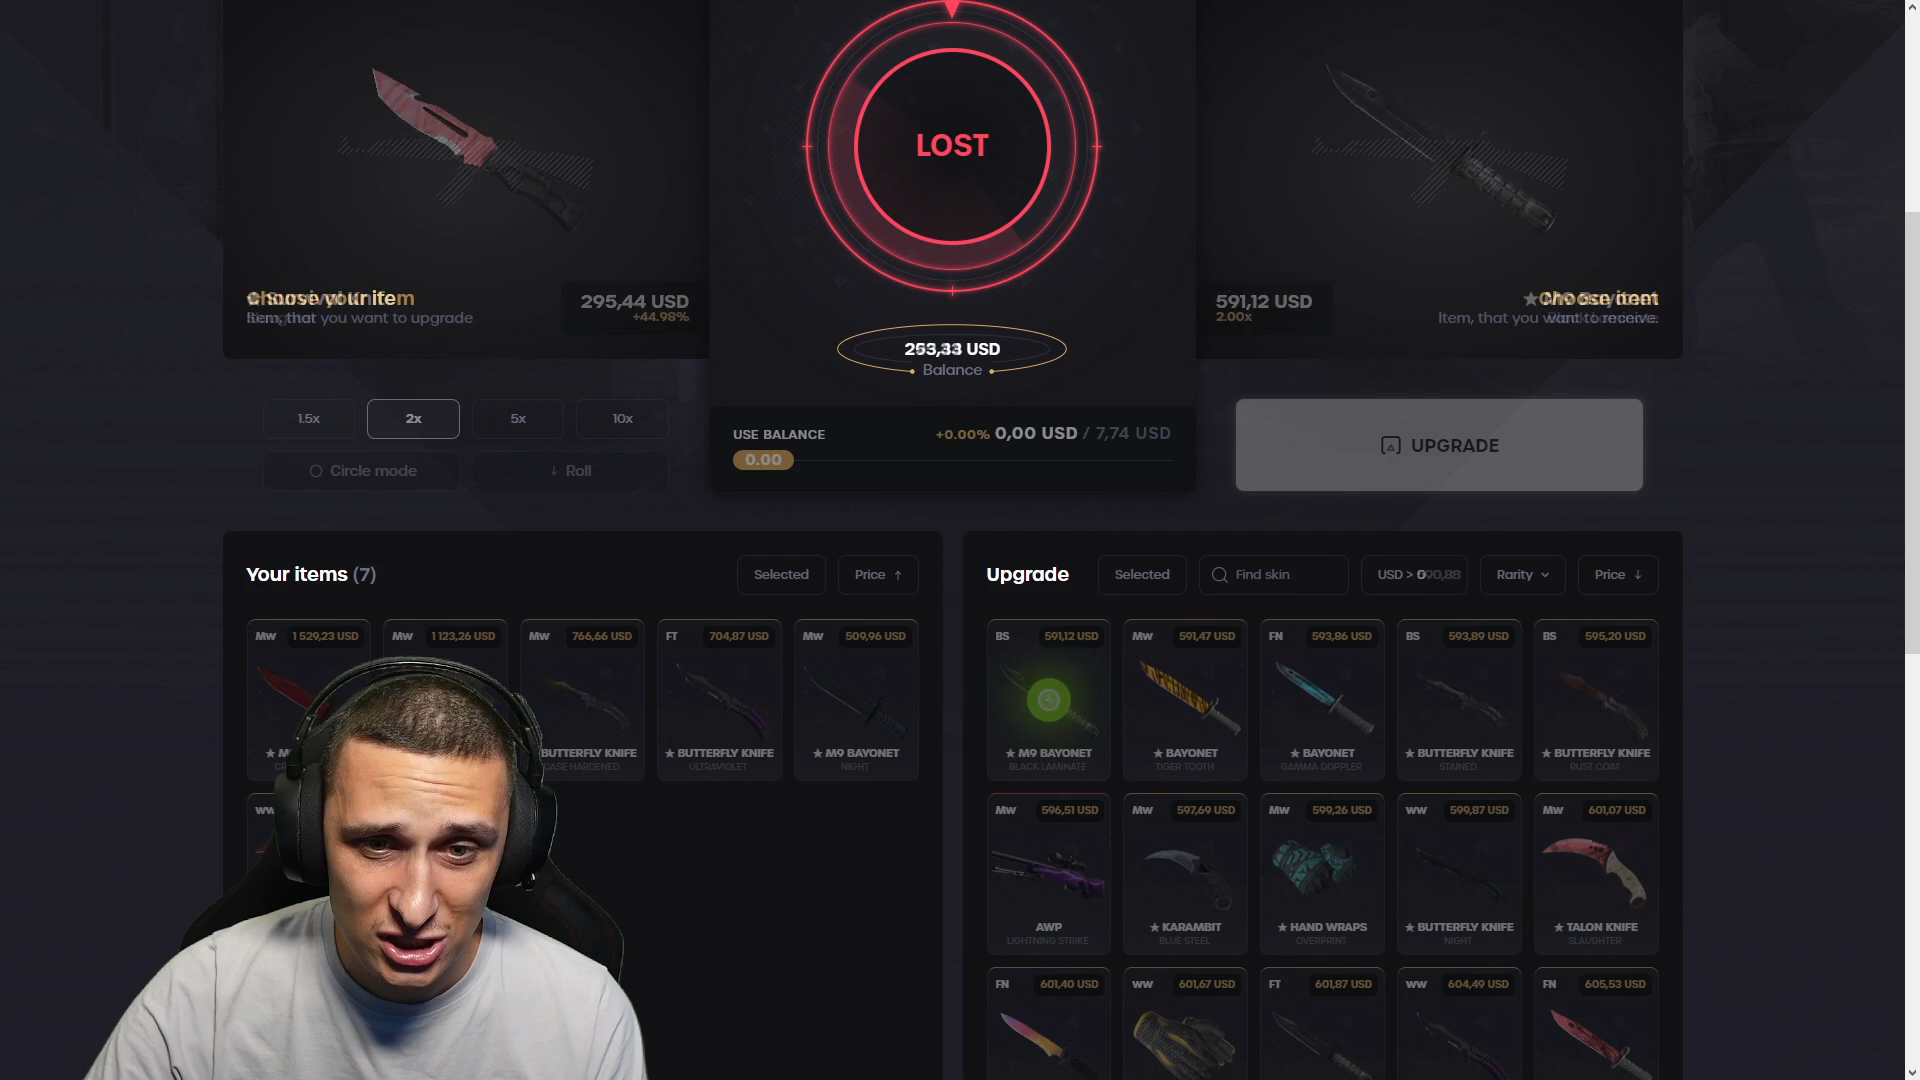 LOST
Item, that you want to upgrade
295,44 USD
+44.98%
591,12 USD
2.00x
Item, that you want to receive.
USD
Balance
1.5x
2x
5x
10x
Circle mode
Roll
USE BALANCE
+0.00% 0,00 USD / 7,74 USD
0.00
UPGRADE
Your items (7)
Selected
Price
Upgrade
Selected
Find skin
USD >
Rarity
Price
MW 1 529,23 USD
MW 1 123,26 USD
MW 766,66 USD
FT 704,87 USD
MW 509,96 USD
BUTTERFLY KNIFE
★ BUTTERFLY KNIFE
★ M9 BAYONET
CASE HARDENED
ULTRAVIOLET
NIGHT
WW
BS 591,12 USD
MW 591,47 USD
FN 593,86 USD
BS 593,89 USD
BS 595,20 USD
★ M9 BAYONET
★ BAYONET
★ BAYONET
★ BUTTERFLY KNIFE
★ BUTTERFLY KNIFE
BLACK LAMINATE
TIGER TOOTH
GAMMA DOPPLER
STAINED
RUST COAT
MW 596,51 USD
MW 597,69 USD
MW 599,26 USD
WW 599,87 USD
MW 601,07 USD
AWP
★ KARAMBIT
★ HAND WRAPS
★ BUTTERFLY KNIFE
★ TALON KNIFE
LIGHTNING STRIKE
BLUE STEEL
OVERPRINT
NIGHT
SLAUGHTER
FN 601,40 USD
WW 601,67 USD
FT 601,87 USD
WW 604,49 USD
FN 605,53 USD